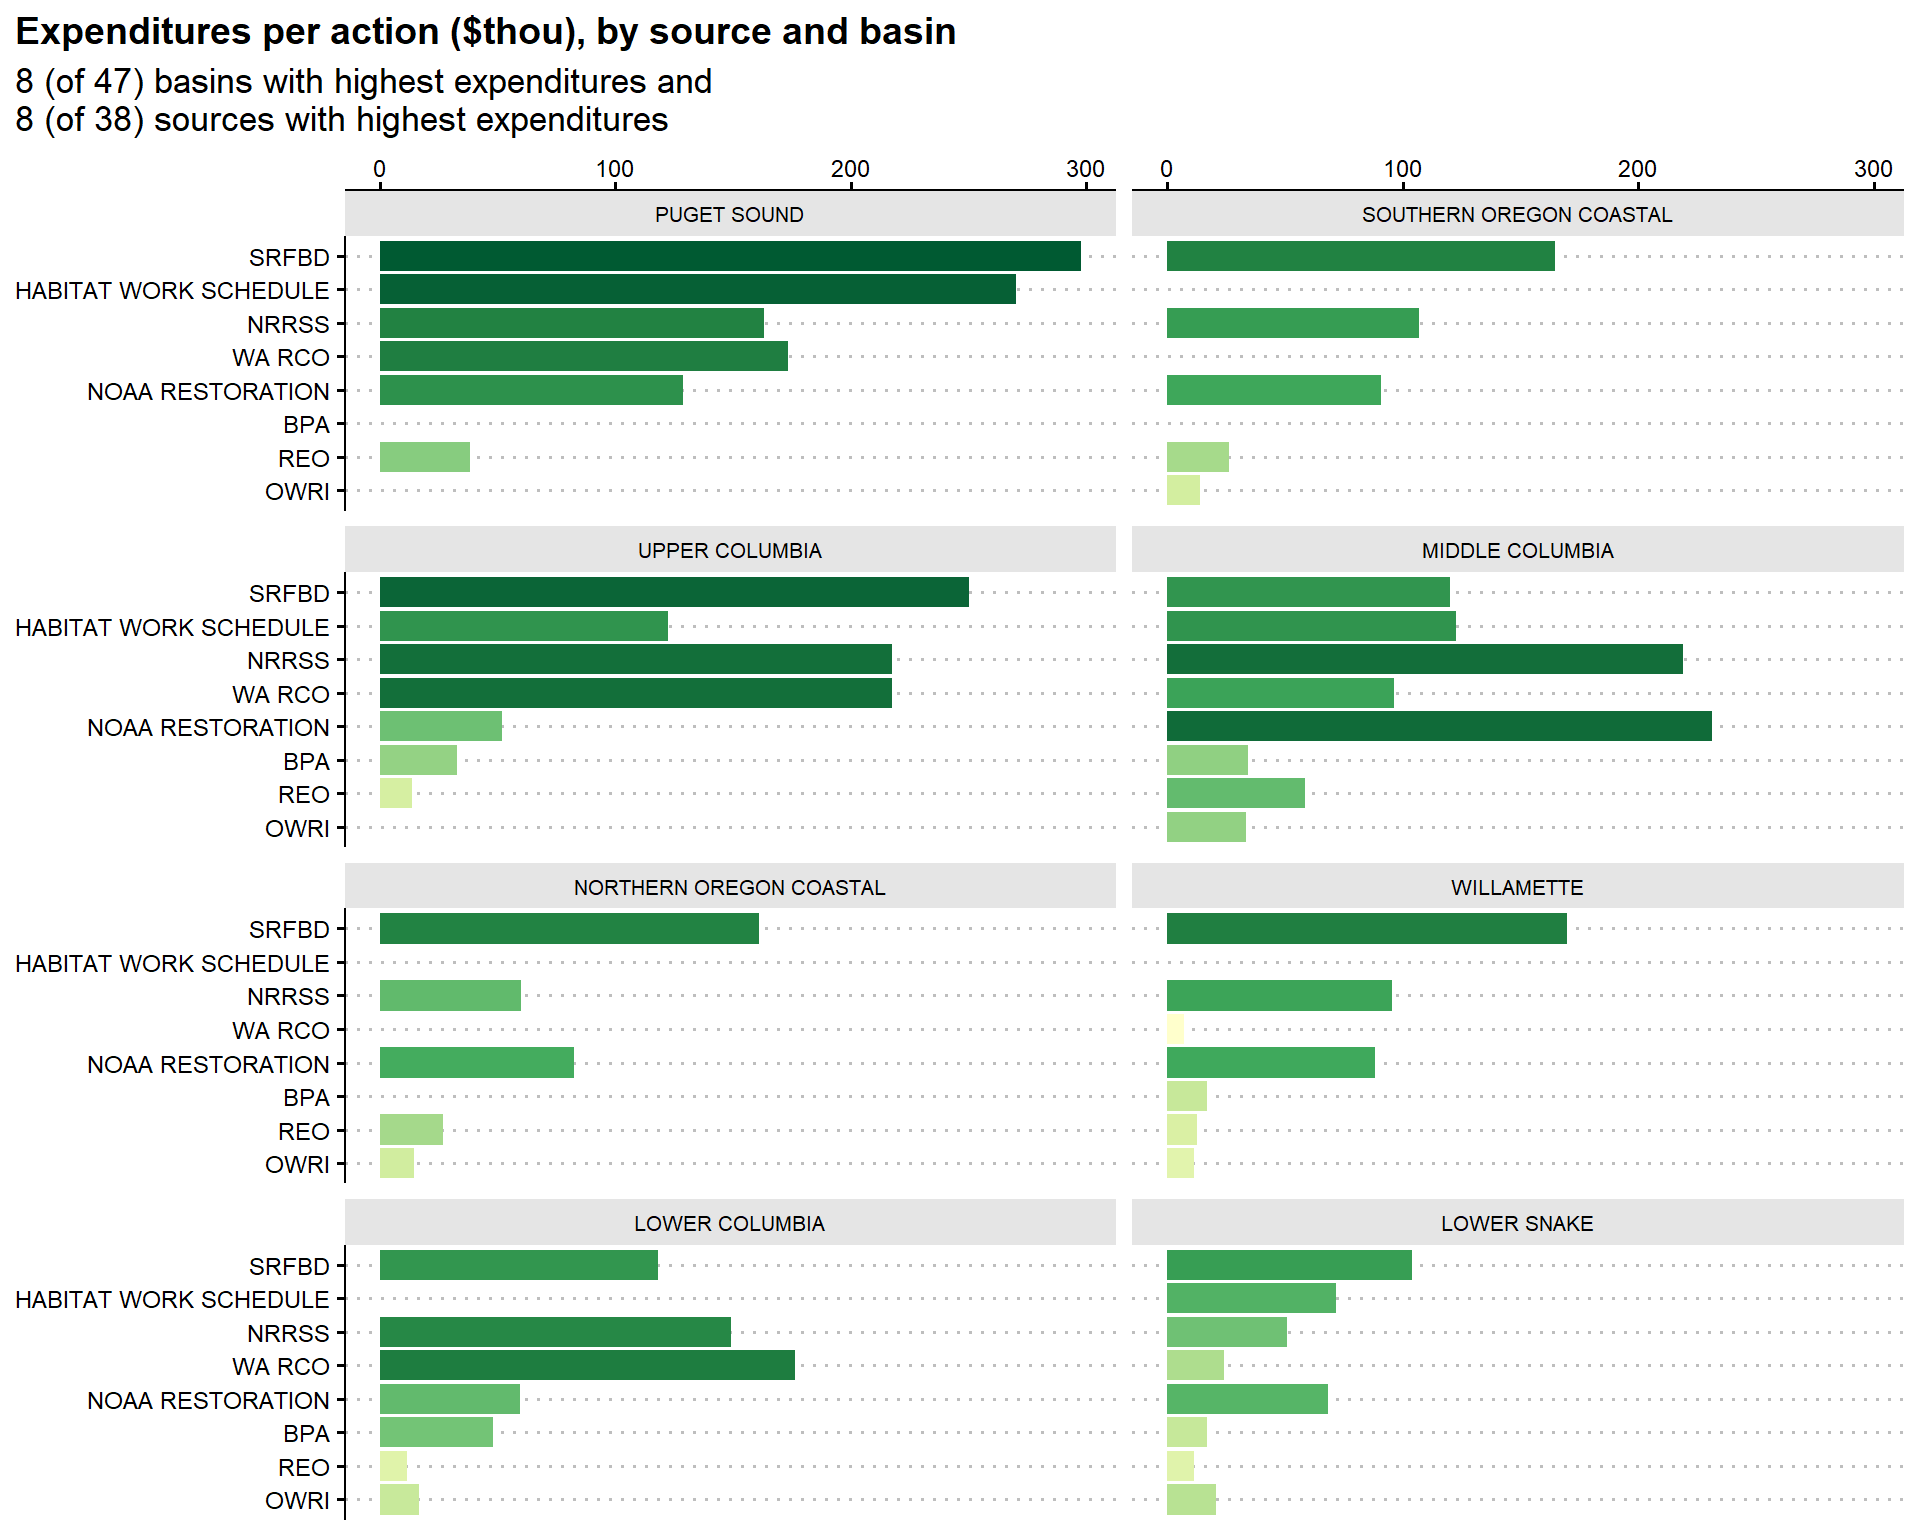 Expenditures per action ($thou), by source and basin
8 (of 47) basins with highest expenditures and
8 (of 38) sources with highest expenditures
0 100 200 300 0 100 200 300
PUGET SOUND SOUTHERN OREGON COASTAL
SRFBD
HABITAT WORK SCHEDULE
NRRSS
WA RCO
NOAA RESTORATION
BPA
REO
OWRI
UPPER COLUMBIA MIDDLE COLUMBIA
SRFBD
HABITAT WORK SCHEDULE
NRRSS
WA RCO
NOAA RESTORATION
BPA
REO
OWRI
NORTHERN OREGON COASTAL WILLAMETTE
SRFBD
HABITAT WORK SCHEDULE
NRRSS
WA RCO
NOAA RESTORATION
BPA
REO
OWRI
LOWER COLUMBIA LOWER SNAKE
SRFBD
HABITAT WORK SCHEDULE
NRRSS
WA RCO
NOAA RESTORATION
BPA
REO
OWRI